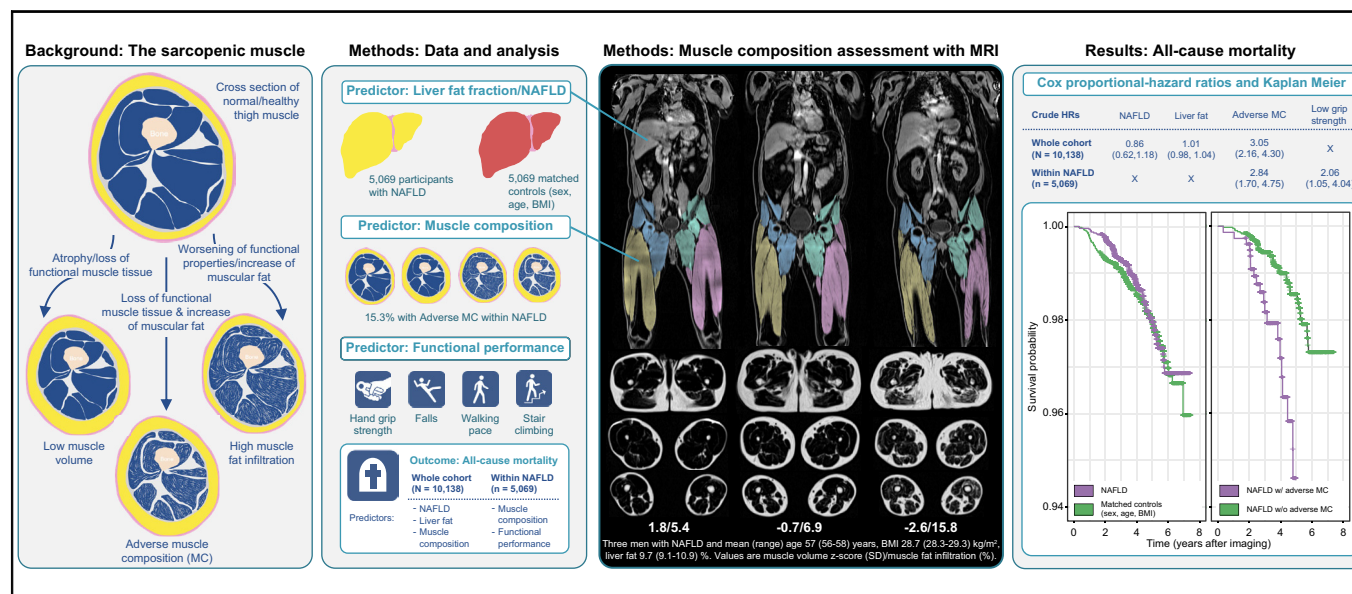 Background: The sarcopenic muscle
Cross section of
normal/healthy
thigh muscle
Bone
Atrophy/loss of
functional muscle tissue
Worsening of functional
properties/increase of
muscular fat
Loss of functional
muscle tissue & increase
of muscular fat
Bone
Bone
Low muscle
volume
High muscle
fat infiltration
Bone
Adverse muscle
composition (MC)
Methods: Data and analysis
Predictor: Liver fat fraction/NAFLD
5,069 participants
with NAFLD
5,069 matched
controls (sex,
age, BMI)
Predictor: Muscle composition
15.3% with Adverse MC within NAFLD
Predictor: Functional performance
Hand grip
strength
Falls
Walking
pace
Stair
climbing
Outcome: All-cause mortality
Whole cohort
(N = 10,138)
Within NAFLD
(n = 5,069)
Predictors:
- NAFLD
- Liver fat
- Muscle
composition
- Muscle
composition
- Functional
performance
Methods: Muscle composition assessment with MRI
1.8/5.4 -0.7/6.9 -2.6/15.8
Three men with NAFLD and mean (range) age 57 (56-58) years, BMI 28.7 (28.3-29.3) kg/m²,
liver fat 9.7 (9.1-10.9) %. Values are muscle volume z-score (SD)/muscle fat infiltration (%).
Results: All-cause mortality
Cox proportional-hazard ratios and Kaplan Meier
Crude HRs NAFLD Liver fat Adverse MC Low grip
strength
Whole cohort
(N = 10,138)
0.86
(0.62,1.18)
1.01
(0.98, 1.04)
3.05
(2.16, 4.30)
X
Within NAFLD
(n = 5,069)
X
X
2.84
(1.70, 4.75)
2.06
(1.05, 4.04)
Survival probability
1.00
0.98
0.96
0.94
NAFLD
Matched controls
(sex, age, BMI)
NAFLD w/ adverse MC
NAFLD w/o adverse MC
0 2 4 6 8 0 2 4 6 8
Time (years after imaging)